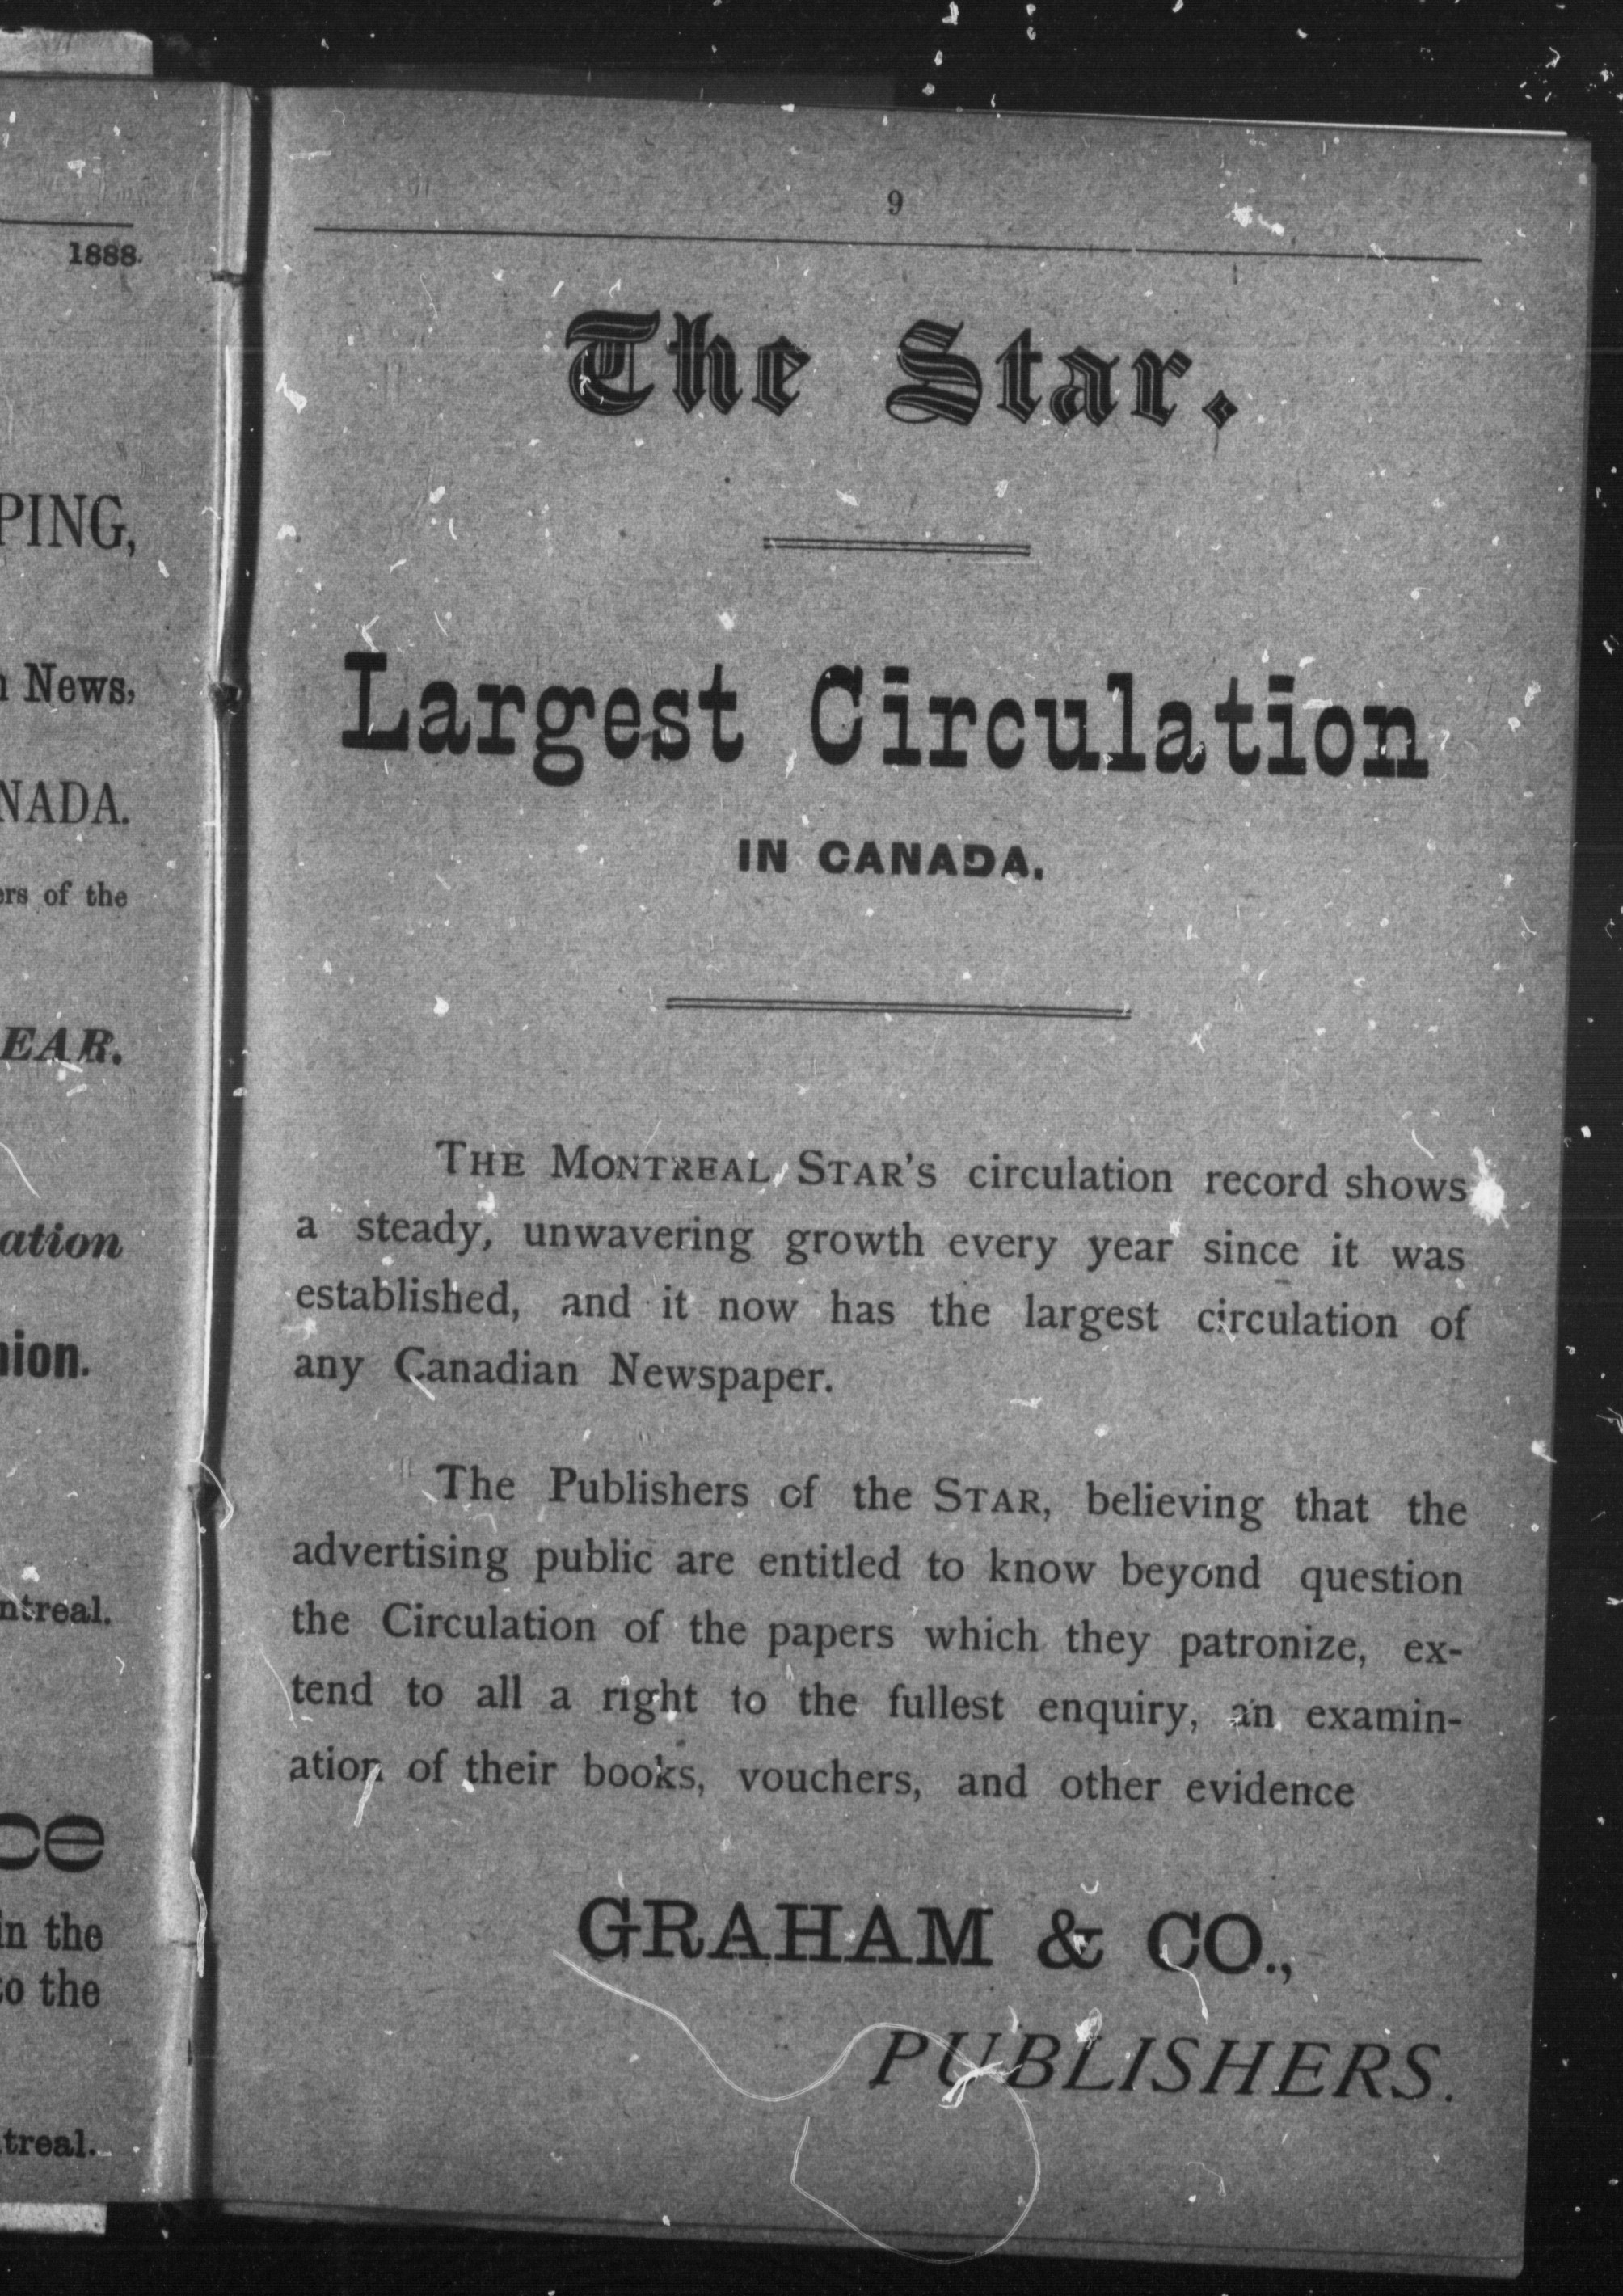 1888.
PING,
News,
NADA.
ers of the
EAR.
ation
nion.
ntreal.
ce
in the
to the
treal.
9
The Star.
Largest Circulation
IN CANADA.
THE MONTREAL STAR'S circulation record shows
a steady, unwavering growth every year since it was
established, and it now has the largest circulation of
any Canadian Newspaper.
The Publishers of the STAR, believing that the
advertising public are entitled to know beyond question
the Circulation of the papers which they patronize, ex-
tend to all a right to the fullest enquiry, an examin-
ation of their books, vouchers, and other evidence
GRAHAM & CO.,
PUBLISHERS.